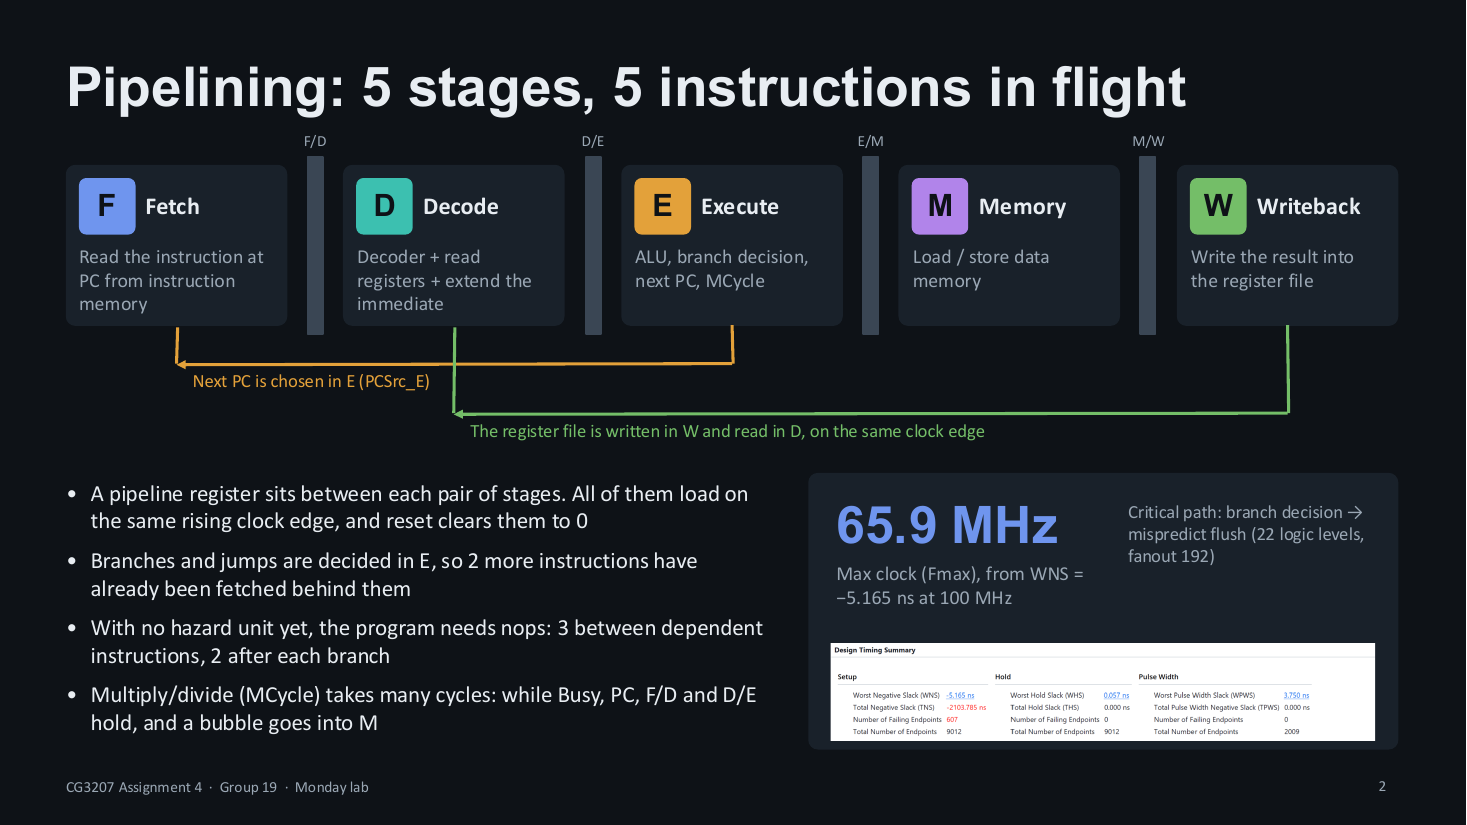 Pipelining: 5 stages, 5 instructions in flight
F/D
D/E
E/M
M/W
F
Fetch
Read the instruction at
PC from instruction
memory
D
Decode
Decoder + read
registers + extend the
immediate
E
Execute
ALU, branch decision,
next PC, MCycle
M
Memory
Load / store data
memory
W
Writeback
Write the result into
the register file
Next PC is chosen in E (PCSrc_E)
The register file is written in W and read in D, on the same clock edge
• A pipeline register sits between each pair of stages. All of them load on
the same rising clock edge, and reset clears them to 0
• Branches and jumps are decided in E, so 2 more instructions have
already been fetched behind them
• With no hazard unit yet, the program needs nops: 3 between dependent
instructions, 2 after each branch
• Multiply/divide (MCycle) takes many cycles: while Busy, PC, F/D and D/E
hold, and a bubble goes into M
65.9 MHz
Max clock (Fmax), from WNS =
−5.165 ns at 100 MHz
Critical path: branch decision →
mispredict flush (22 logic levels,
fanout 192)
Design Timing Summary
Setup
Worst Negative Slack (WNS) -5.165 ns
Total Negative Slack (TNS) -2103.785 ns
Number of Failing Endpoints 607
Total Number of Endpoints 9012
Hold
Worst Hold Slack (WHS) 0.057 ns
Total Hold Slack (THS) 0.000 ns
Number of Failing Endpoints 0
Total Number of Endpoints 9012
Pulse Width
Worst Pulse Width Slack (WPWS) 3.750 ns
Total Pulse Width Negative Slack (TPWS) 0.000 ns
Number of Failing Endpoints 0
Total Number of Endpoints 2009
CG3207 Assignment 4 · Group 19 · Monday lab
2